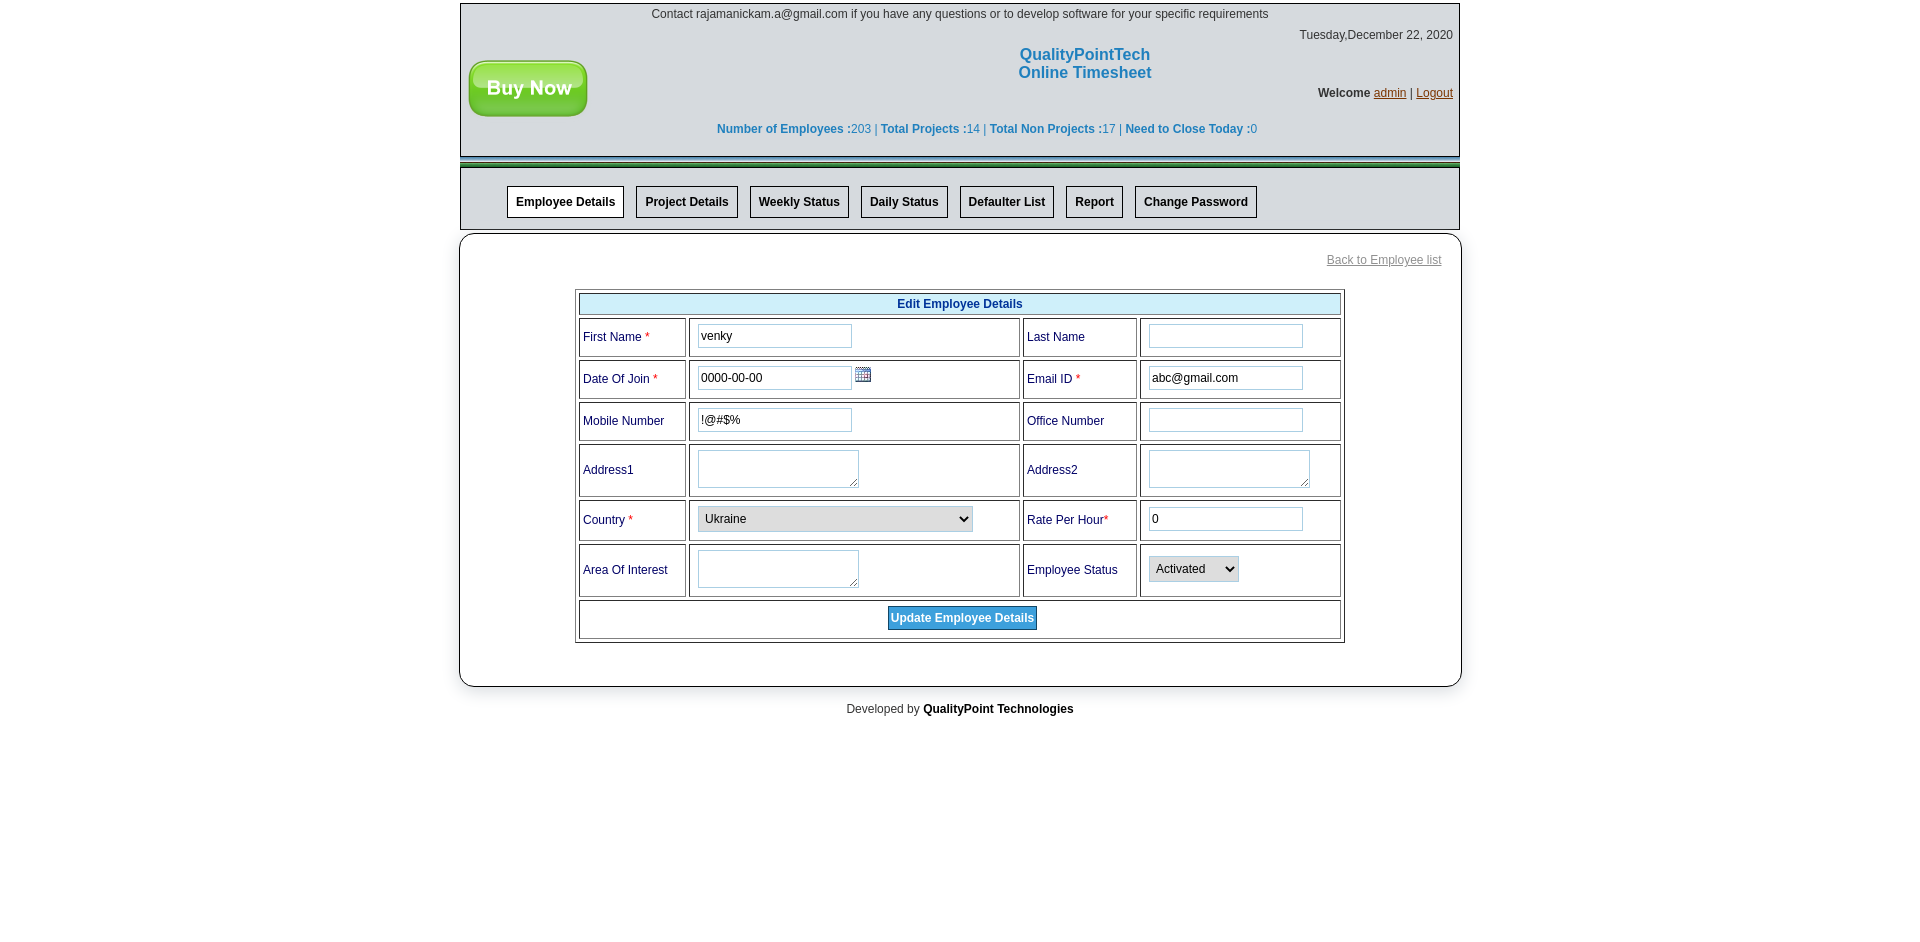 Contact rajamanickam.a@gmail.com if you have any questions or to develop software for your specific requirements
Tuesday,December 22, 2020
QualityPointTech
Online Timesheet
Buy Now
Welcome admin | Logout
Number of Employees :203 | Total Projects :14 | Total Non Projects :17 | Need to Close Today :0
Employee Details Project Details Weekly Status Daily Status Defaulter List Report Change Password
Back to Employee list
Edit Employee Details
First Name * venky Last Name
Date Of Join * 0000-00-00 Email ID * abc@gmail.com
Mobile Number !@#$% Office Number
Address1 Address2
Country * Ukraine Rate Per Hour* 0
Area Of Interest Employee Status Activated
Update Employee Details
Developed by QualityPoint Technologies